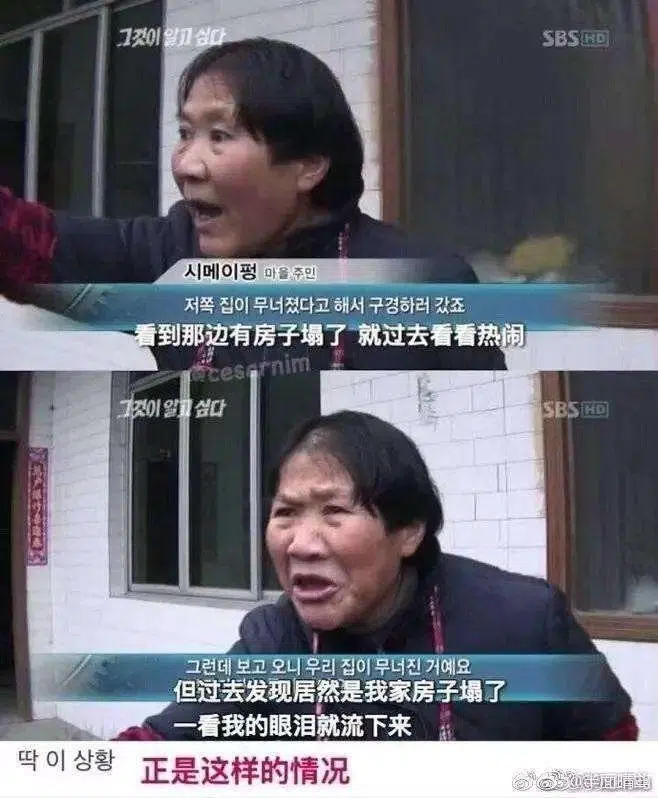 그것이 알고 싶다
SBS HD
시메이펑 마을 주민
저쪽 집이 무너졌다고 해서 구경하러 갔죠
看到那边有房子塌了 就过去看看热闹
@cesernim
그것이 알고 싶다
SBS HD
그런데 보고 오니 우리 집이 무너진 거예요
但过去发现居然是我家房子塌了
一看我的眼泪就流下来
딱 이 상황
正是这样的情况